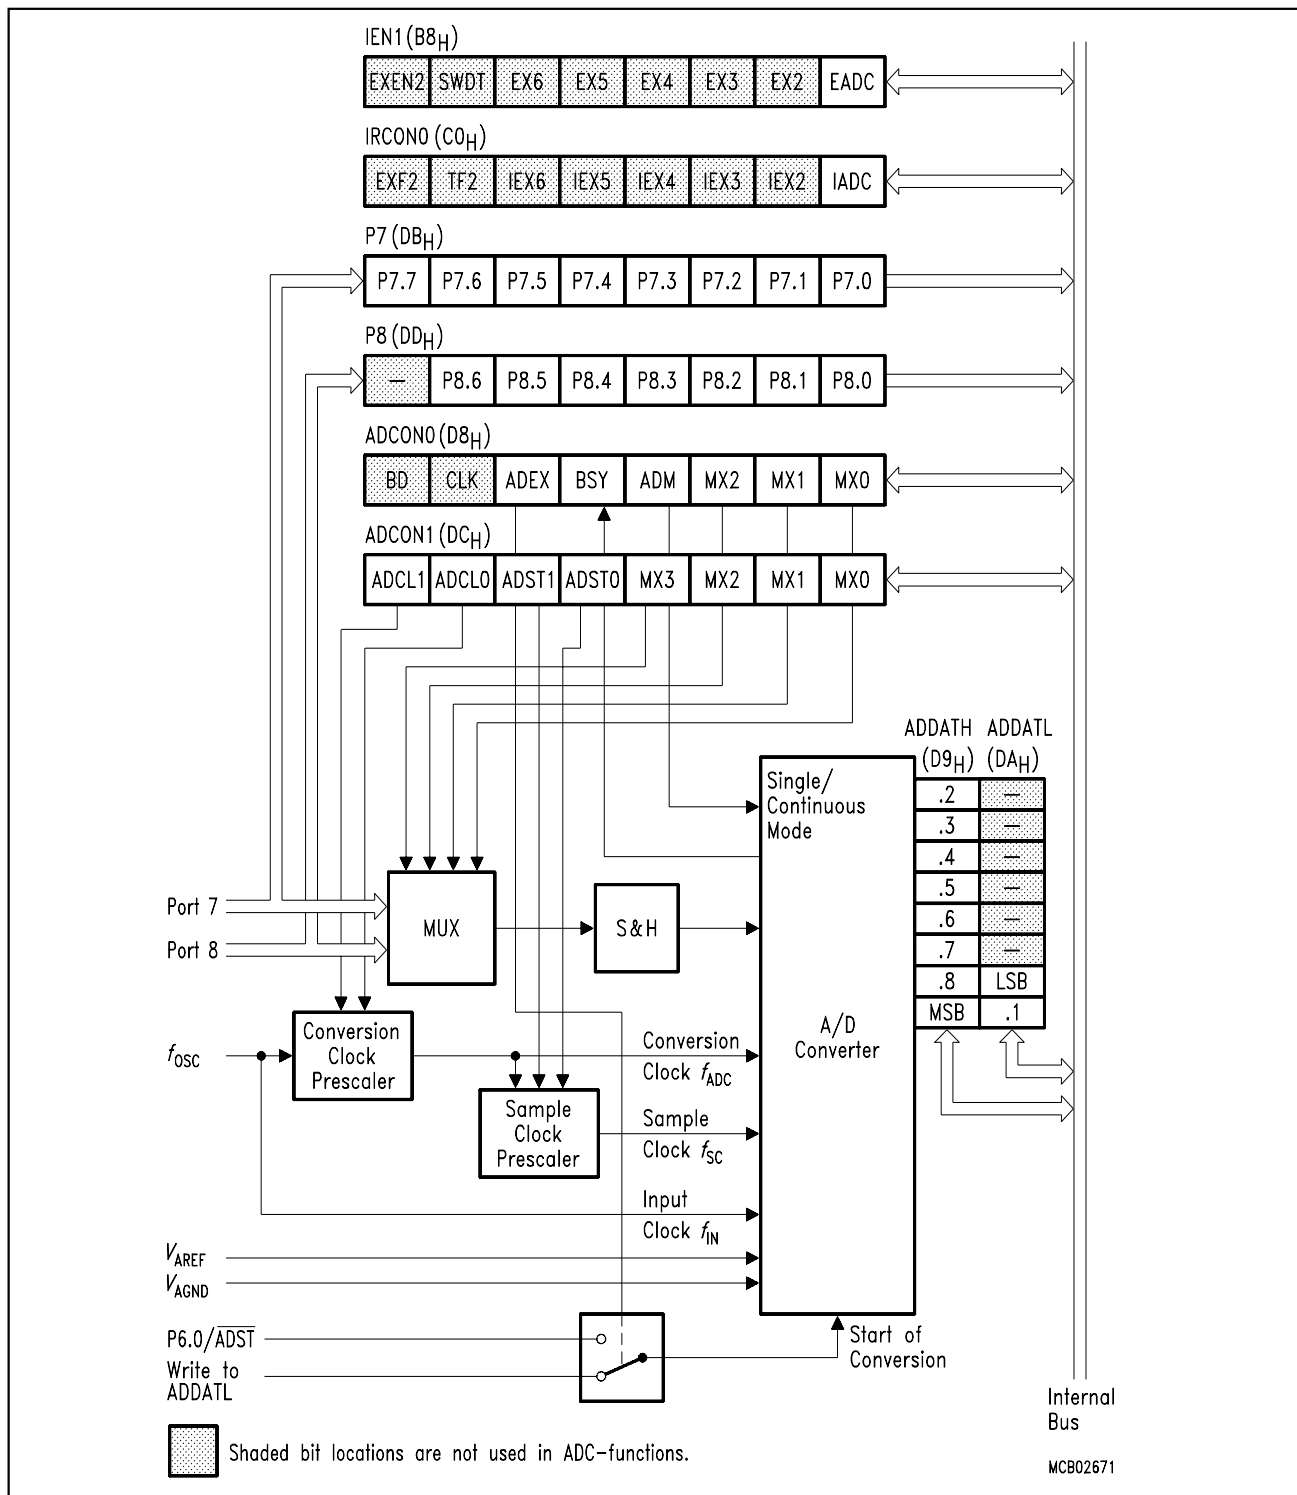 IEN1 (B8H)
EXEN2 SWDT EX6 EX5 EX4 EX3 EX2 EADC
IRCON0 (C0H)
EXF2 TF2 IEX6 IEX5 IEX4 IEX3 IEX2 IADC
P7 (DBH)
P7.7 P7.6 P7.5 P7.4 P7.3 P7.2 P7.1 P7.0
P8 (DDH)
– P8.6 P8.5 P8.4 P8.3 P8.2 P8.1 P8.0
ADCON0 (D8H)
BD CLK ADEX BSY ADM MX2 MX1 MX0
ADCON1 (DCH)
ADCL1 ADCL0 ADST1 ADST0 MX3 MX2 MX1 MX0
ADDATH ADDATL
(D9H) (DAH)
.2 –
.3 –
.4 –
.5 –
.6 –
.7 –
.8 LSB
MSB .1
Single/
Continuous
Mode
Port 7
Port 8
MUX
S&H
A/D
Converter
fOSC
Conversion
Clock
Prescaler
Conversion
Clock fADC
Sample
Clock
Prescaler
Sample
Clock fSC
Input
Clock fIN
VAREF
VAGND
P6.0/ADST
Write to
ADDATL
Start of
Conversion
Internal
Bus
Shaded bit locations are not used in ADC-functions.
MCB02671